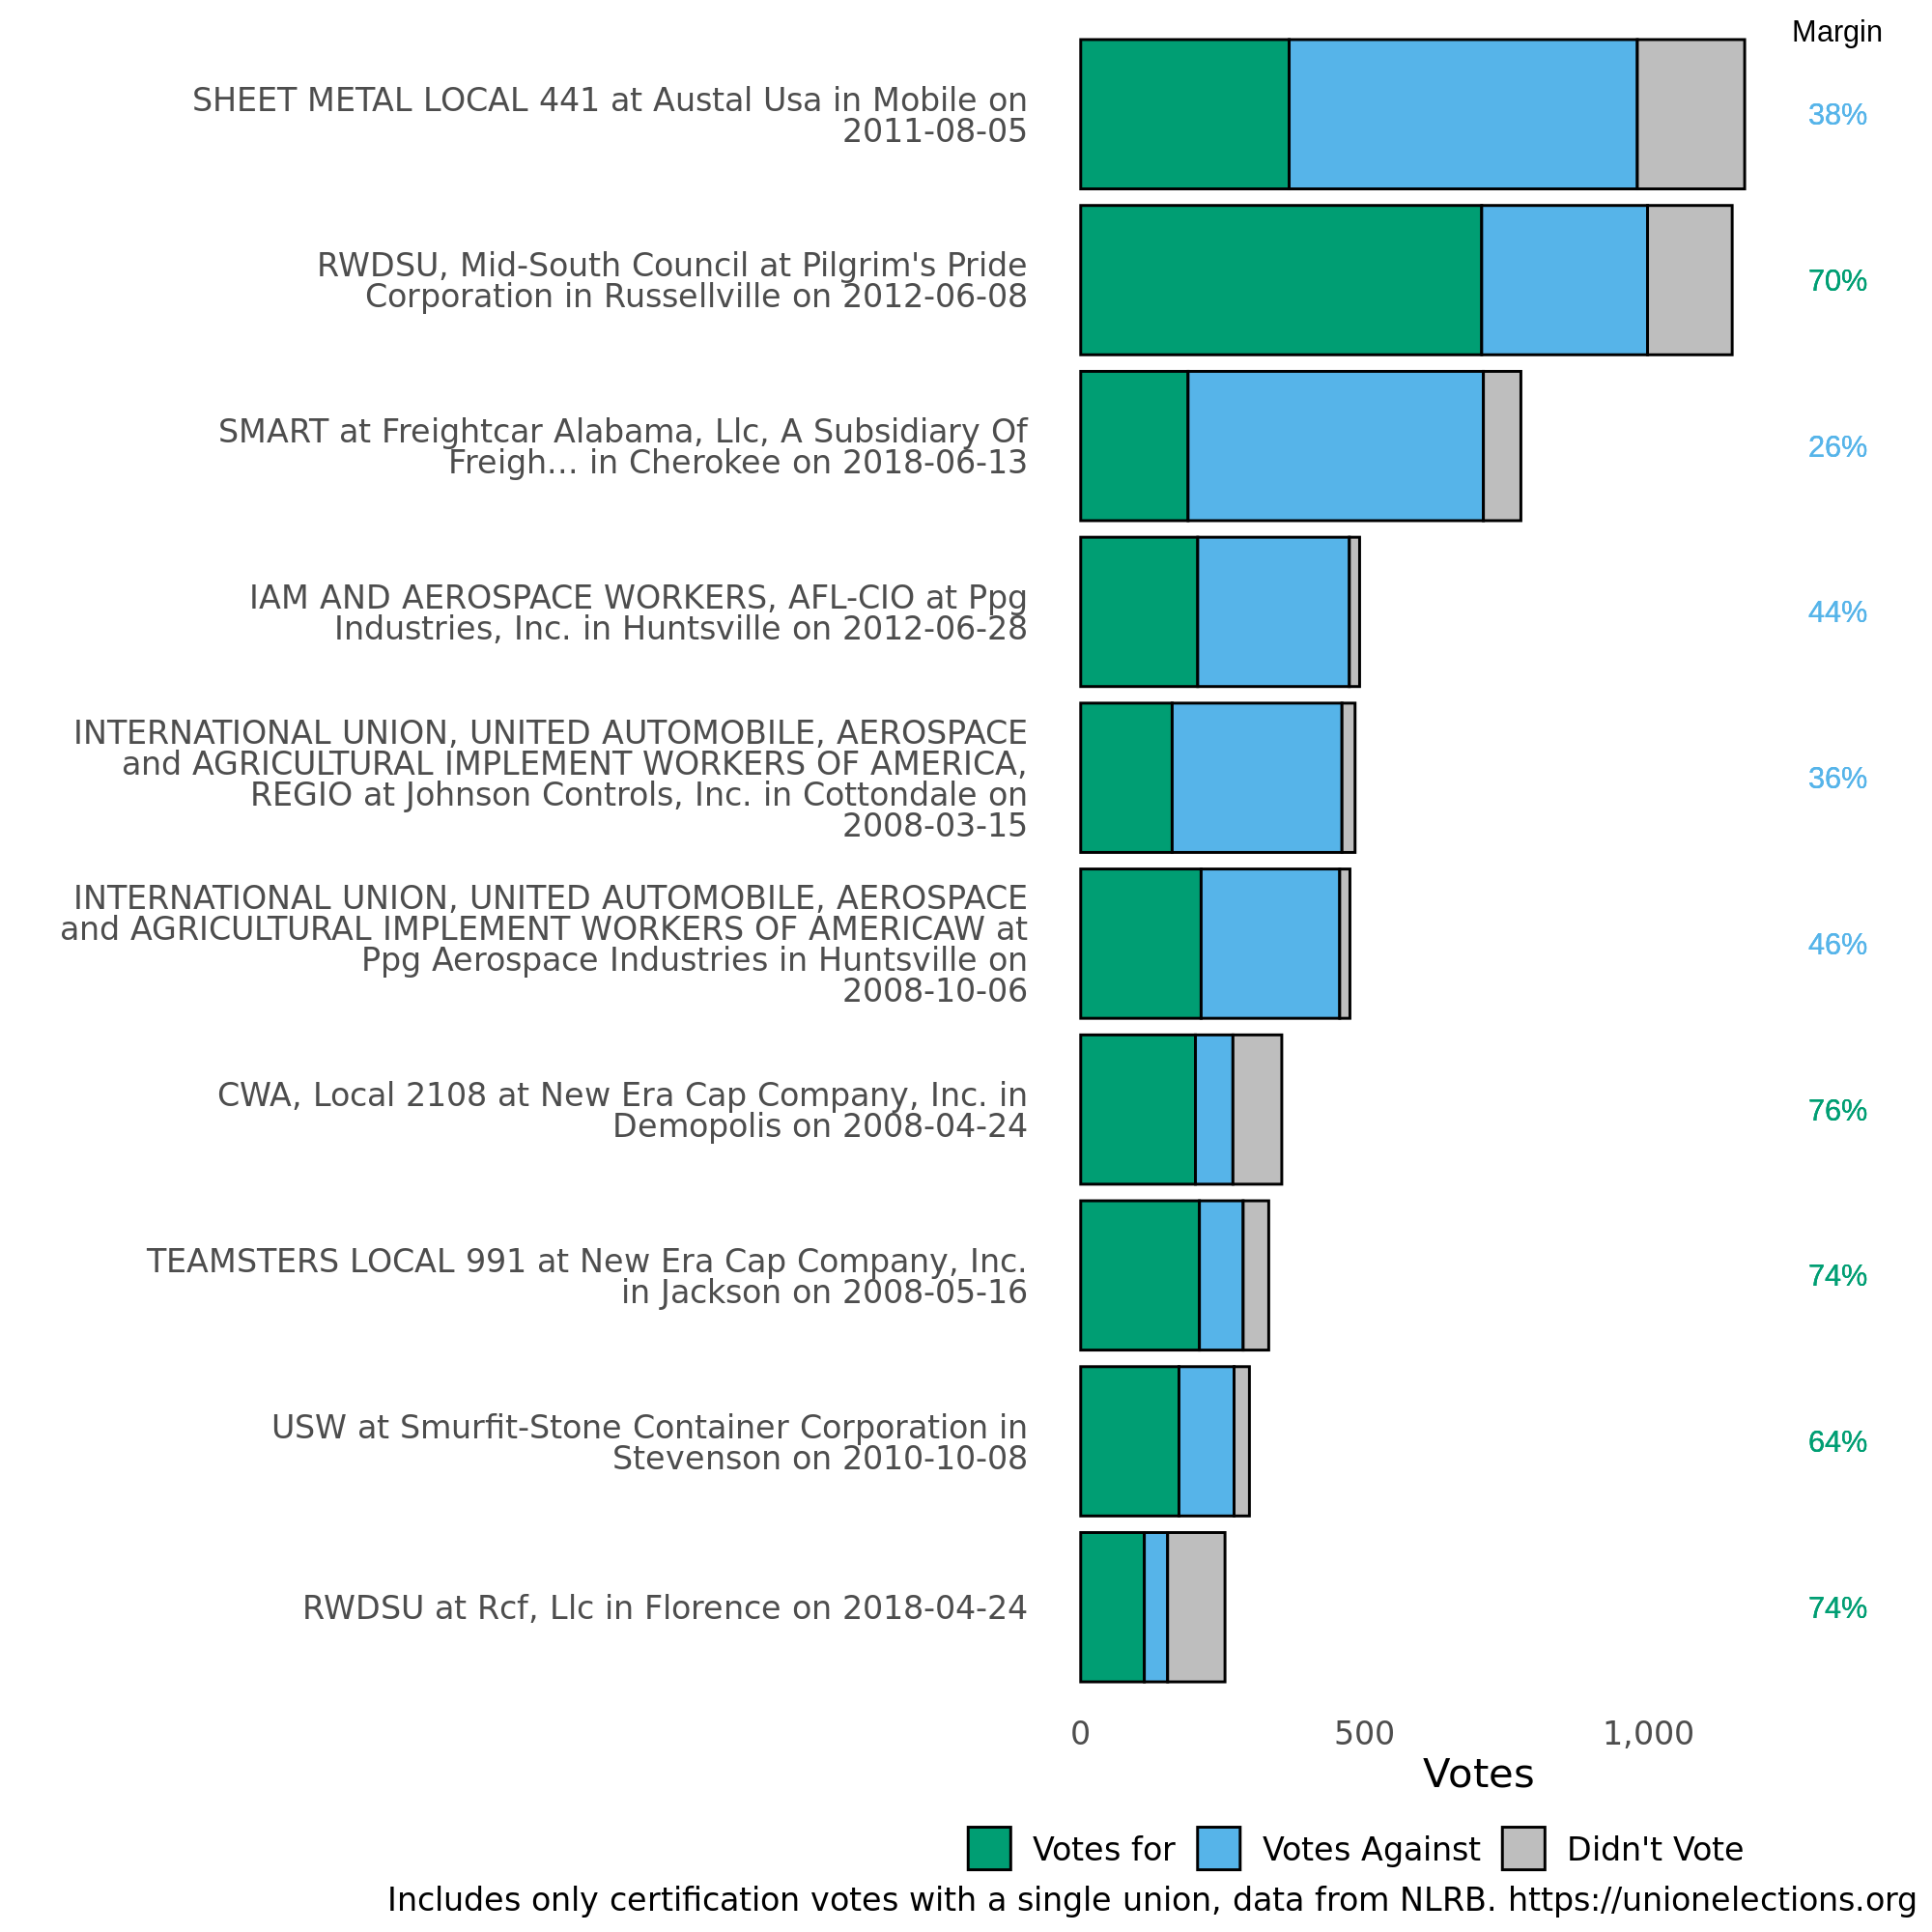 Margin
SHEET METAL LOCAL 441 at Austal Usa in Mobile on
2011-08-05
38%
RWDSU, Mid-South Council at Pilgrim's Pride
Corporation in Russellville on 2012-06-08
70%
SMART at Freightcar Alabama, Llc, A Subsidiary Of
Freigh... in Cherokee on 2018-06-13
26%
IAM AND AEROSPACE WORKERS, AFL-CIO at Ppg
Industries, Inc. in Huntsville on 2012-06-28
44%
INTERNATIONAL UNION, UNITED AUTOMOBILE, AEROSPACE
and AGRICULTURAL IMPLEMENT WORKERS OF AMERICA,
REGIO at Johnson Controls, Inc. in Cottondale on
2008-03-15
36%
INTERNATIONAL UNION, UNITED AUTOMOBILE, AEROSPACE
and AGRICULTURAL IMPLEMENT WORKERS OF AMERICAW at
Ppg Aerospace Industries in Huntsville on
2008-10-06
46%
CWA, Local 2108 at New Era Cap Company, Inc. in
Demopolis on 2008-04-24
76%
TEAMSTERS LOCAL 991 at New Era Cap Company, Inc.
in Jackson on 2008-05-16
74%
USW at Smurfit-Stone Container Corporation in
Stevenson on 2010-10-08
64%
RWDSU at Rcf, Llc in Florence on 2018-04-24
74%
0 500 1,000
Votes
Votes for Votes Against Didn't Vote
Includes only certification votes with a single union, data from NLRB. https://unionelections.org